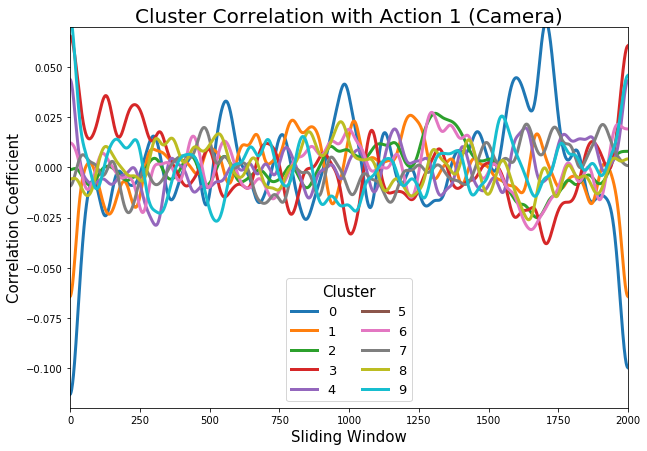 Cluster Correlation with Action 1 (Camera)
0.050
0.025
0.000
−0.025
−0.050
−0.075
−0.100
Correlation Coefficient
Cluster
0 5
1 6
2 7
3 8
4 9
0 250 500 750 1000 1250 1500 1750 2000
Sliding Window